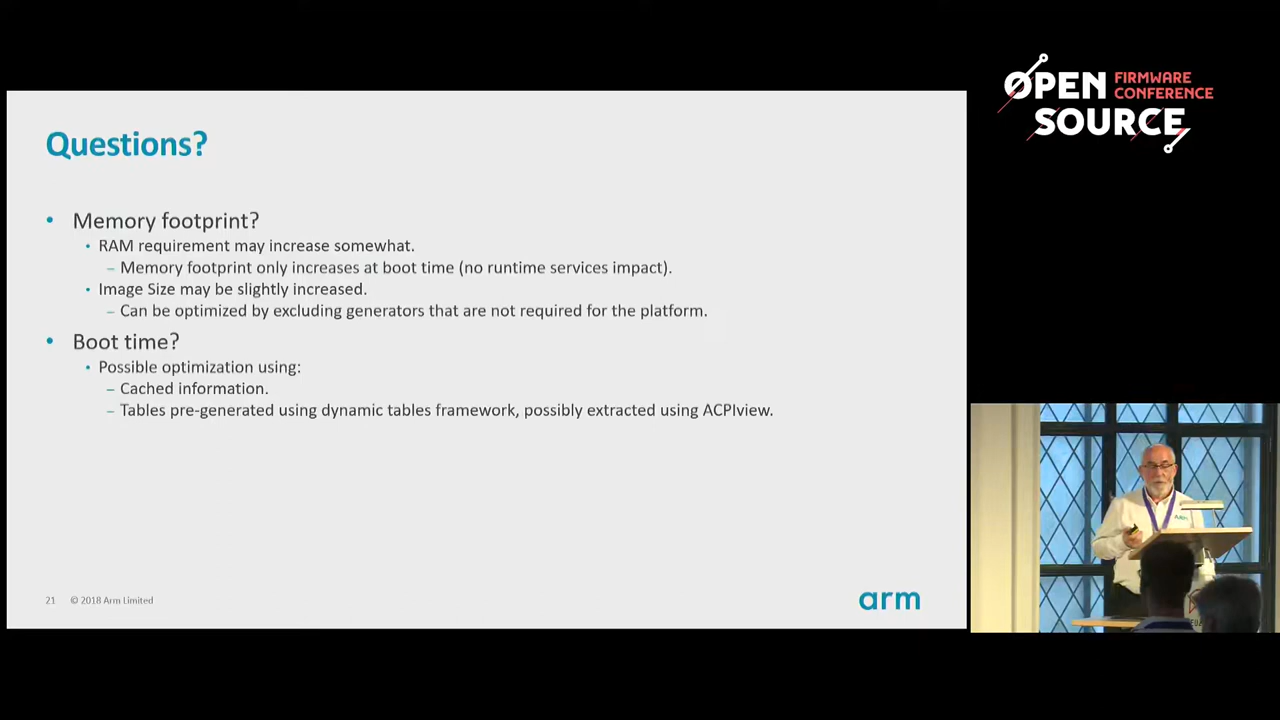 OPEN FIRMWARE CONFERENCE
SOURCE
Questions?
• Memory footprint?
• RAM requirement may increase somewhat.
– Memory footprint only increases at boot time (no runtime services impact).
• Image Size may be slightly increased.
– Can be optimized by excluding generators that are not required for the platform.
• Boot time?
• Possible optimization using:
– Cached information.
– Tables pre-generated using dynamic tables framework, possibly extracted using ACPIview.
21 © 2018 Arm Limited
arm